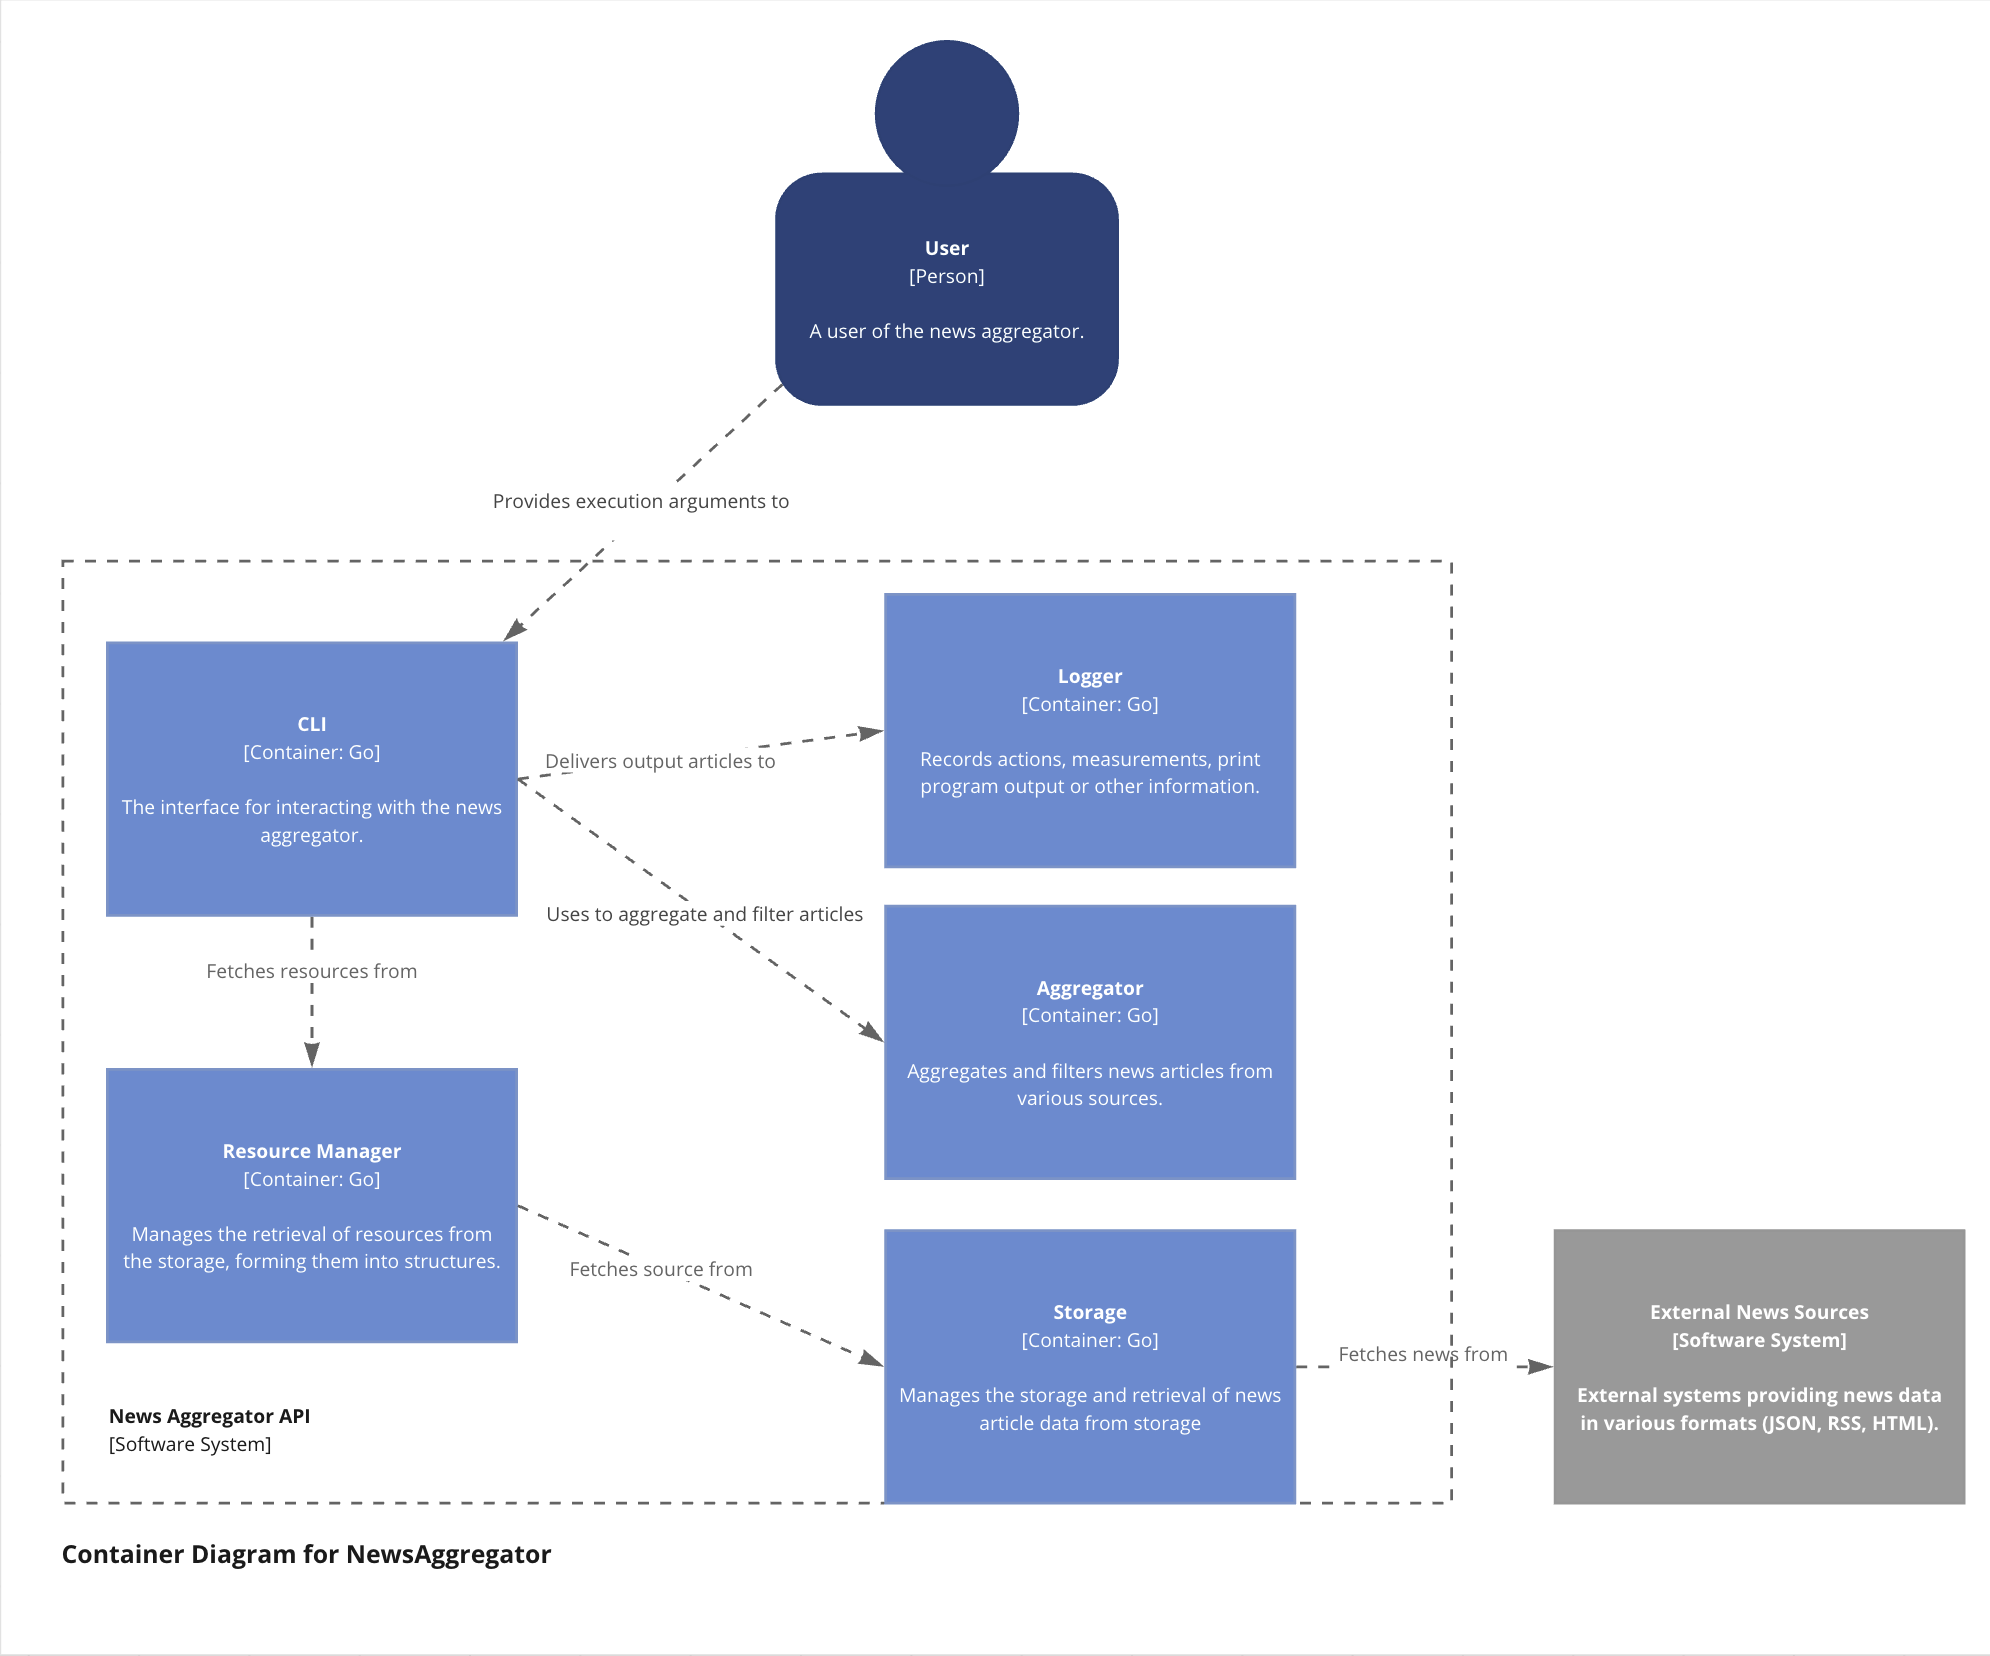 User
[Person]
A user of the news aggregator.
Provides execution arguments to
CLI
[Container: Go]
The interface for interacting with the news
aggregator.
Delivers output articles to
Logger
[Container: Go]
Records actions, measurements, print
program output or other information.
Uses to aggregate and filter articles
Aggregator
[Container: Go]
Aggregates and filters news articles from
various sources.
Fetches resources from
Resource Manager
[Container: Go]
Manages the retrieval of resources from
the storage, forming them into structures.
Fetches source from
Storage
[Container: Go]
Manages the storage and retrieval of news
article data from storage
Fetches news from
External News Sources
[Software System]
External systems providing news data
in various formats (JSON, RSS, HTML).
News Aggregator API
[Software System]
Container Diagram for NewsAggregator